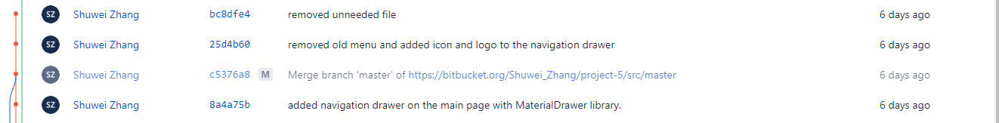 SZ Shuwei Zhang bc8dfe4 removed unneeded file 6 days ago
SZ Shuwei Zhang 25d4b60 removed old menu and added icon and logo to the navigation drawer 6 days ago
SZ Shuwei Zhang c5376a8 M Merge branch 'master' of https://bitbucket.org/Shuwei_Zhang/project-5/src/master 6 days ago
SZ Shuwei Zhang 8a4a75b added navigation drawer on the main page with MaterialDrawer library. 6 days ago